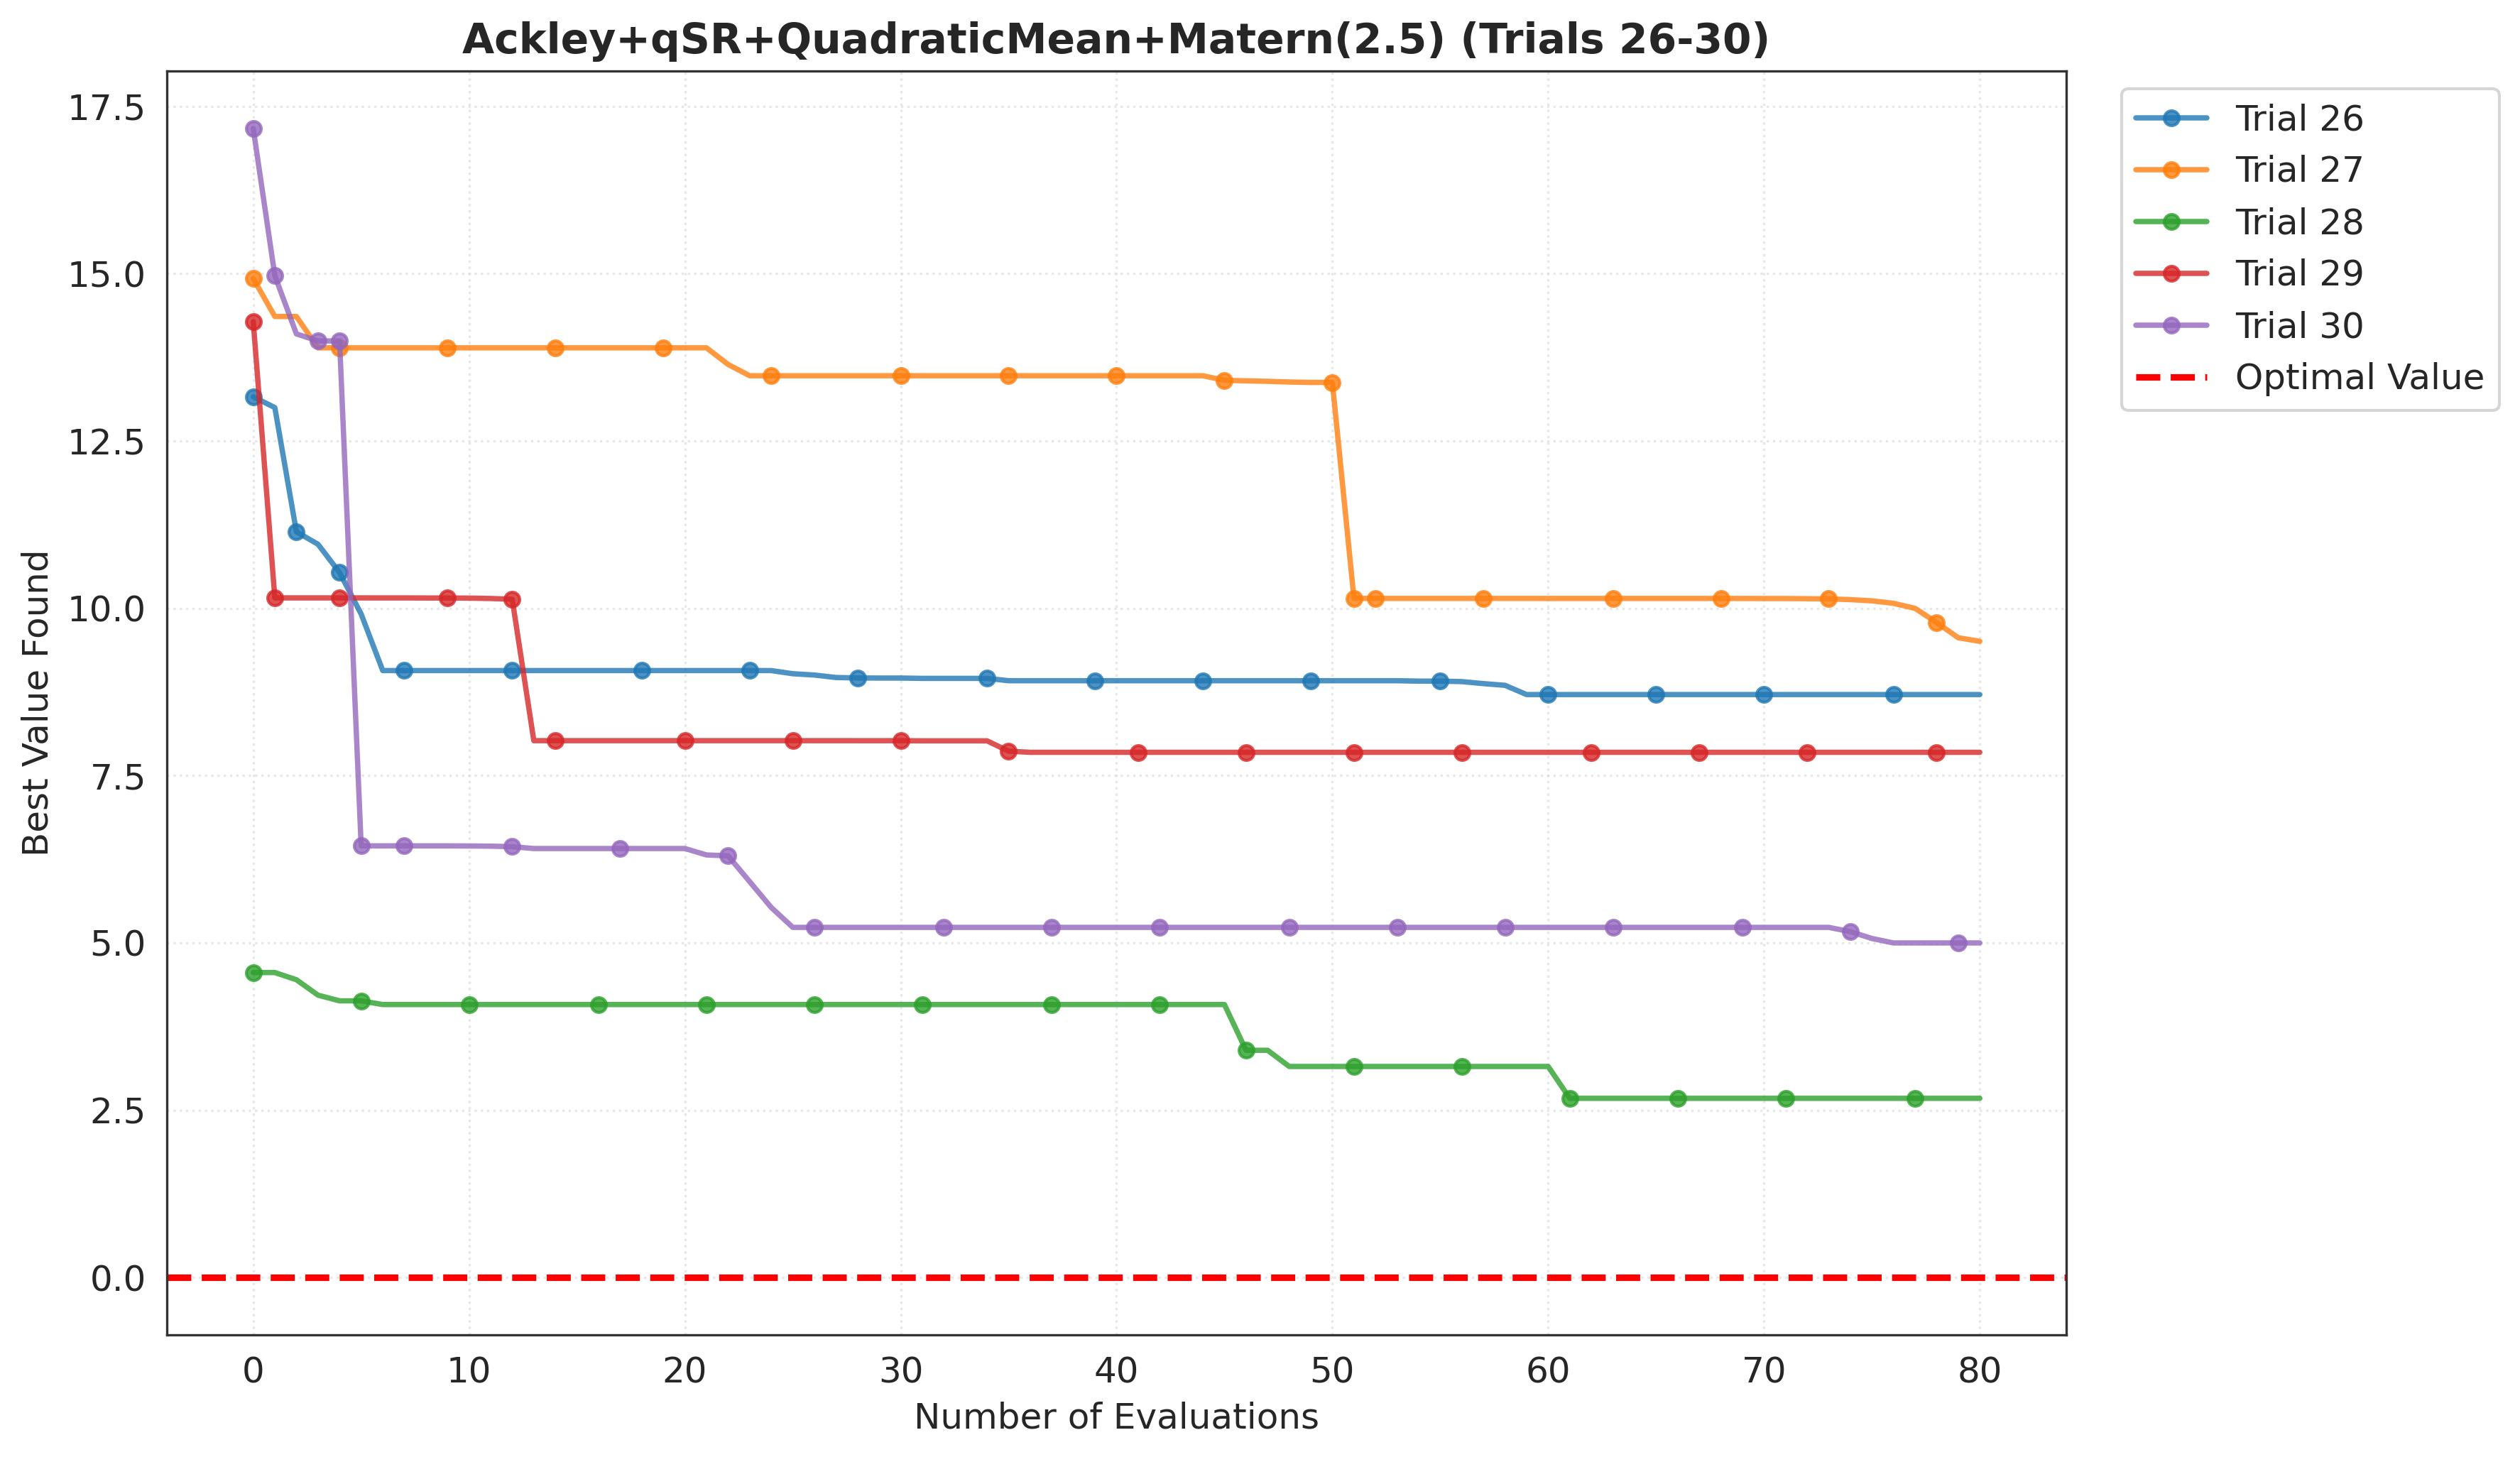 Ackley+qSR+QuadraticMean+Matern(2.5) (Trials 26-30)
Best Value Found
17.5
15.0
12.5
10.0
7.5
5.0
2.5
0.0
0 10 20 30 40 50 60 70 80
Number of Evaluations
Trial 26
Trial 27
Trial 28
Trial 29
Trial 30
Optimal Value